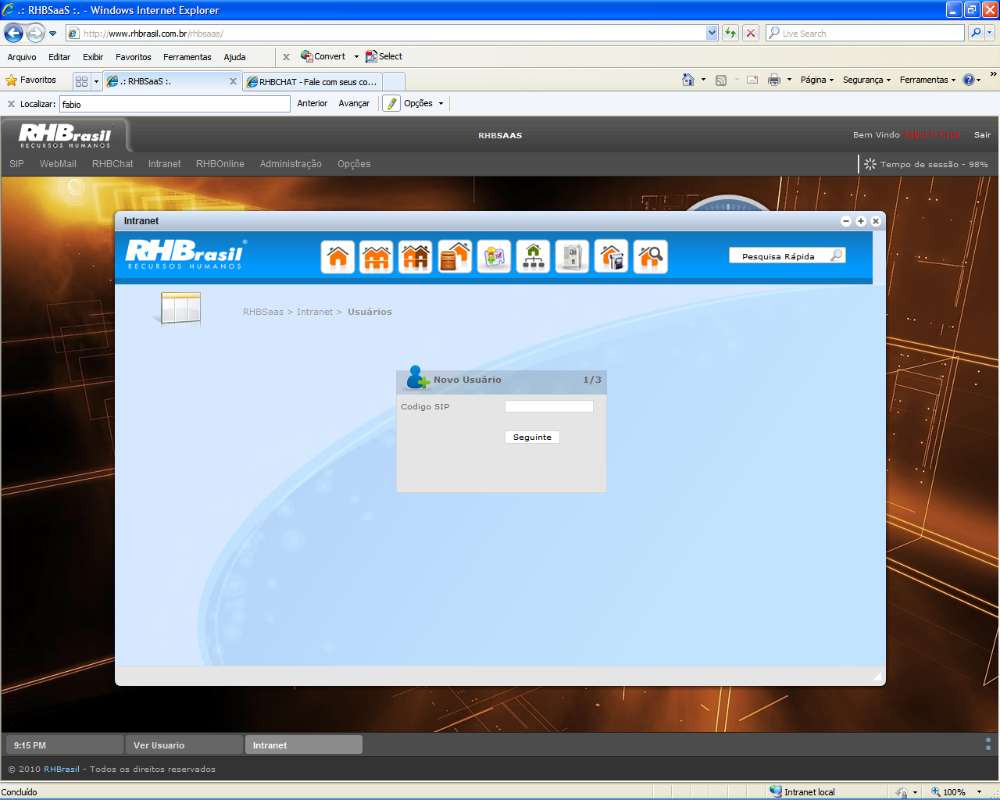 .: RHBSaaS :. - Windows Internet Explorer
http://www.rhbrasil.com.br/rhbsaas/
Live Search
Arquivo Editar Exibir Favoritos Ferramentas Ajuda Convert Select
Favoritos .: RHBSaaS :. RHBCHAT - Fale com seus co... Página Segurança Ferramentas
Localizar: fabio Anterior Avançar Opções
RHBrasil
RECURSOS HUMANOS
RHBSAAS
Bem Vindo Fabio h Cruz Sair
SIP WebMail RHBChat Intranet RHBOnline Administração Opções
Tempo de sessão - 98%
Intranet
RHBrasil
RECURSOS HUMANOS
Pesquisa Rápida
RHBSaas > Intranet > Usuários
Novo Usuário 1/3
Codigo SIP
Seguinte
9:15 PM Ver Usuario Intranet
© 2010 RHBrasil - Todos os direitos reservados
Concluído Intranet local 100%